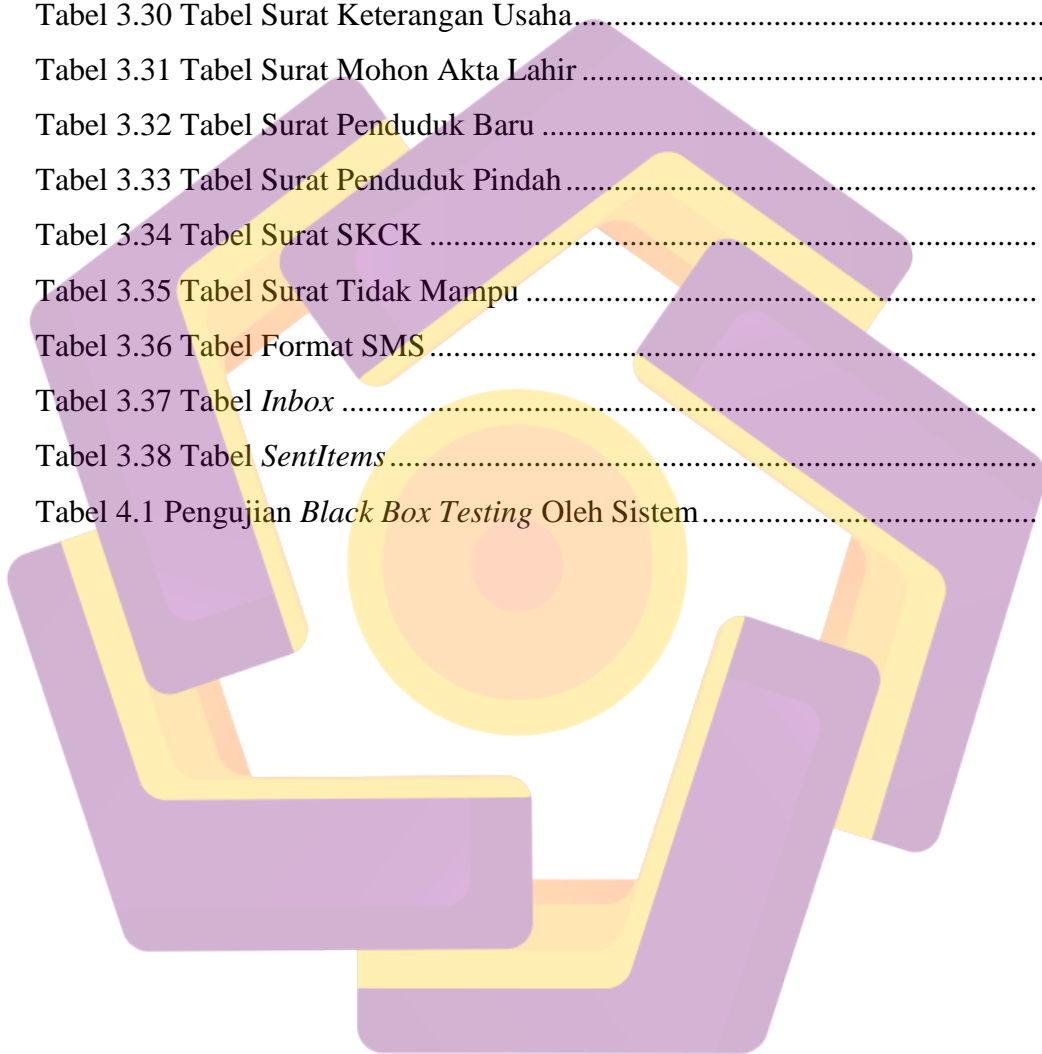 Tabel 3.30 Tabel Surat Keterangan Usaha..........................................................
Tabel 3.31 Tabel Surat Mohon Akta Lahir..........................................................
Tabel 3.32 Tabel Surat Penduduk Baru..............................................................
Tabel 3.33 Tabel Surat Penduduk Pindah...........................................................
Tabel 3.34 Tabel Surat SKCK............................................................................
Tabel 3.35 Tabel Surat Tidak Mampu................................................................
Tabel 3.36 Tabel Format SMS............................................................................
Tabel 3.37 Tabel Inbox.......................................................................................
Tabel 3.38 Tabel SentItems.................................................................................
Tabel 4.1 Pengujian Black Box Testing Oleh Sistem..........................................